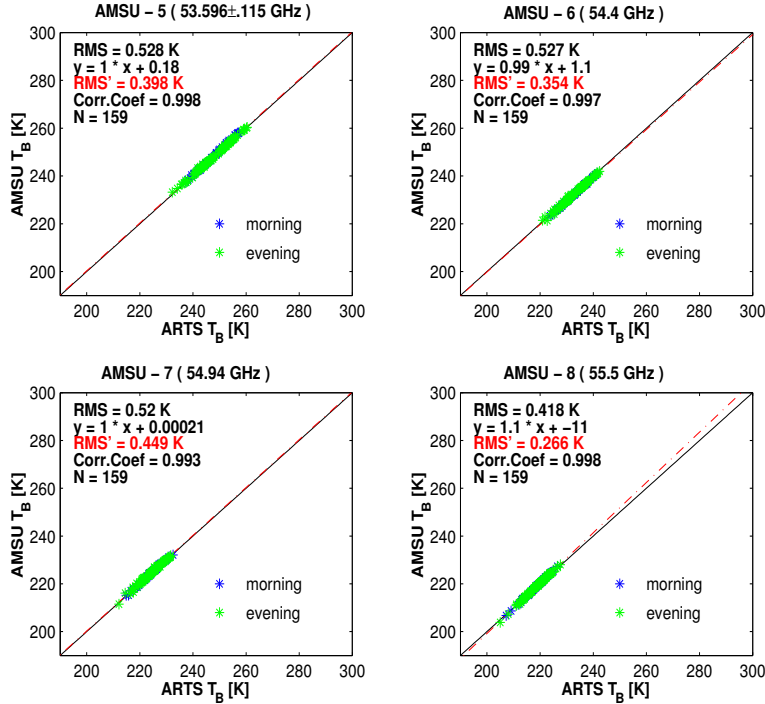 AMSU − 5 ( 53.596±.115 GHz )
300
280
260
240
220
200
AMSU T_B [K]
RMS = 0.528 K
y = 1 * x + 0.18
RMS' = 0.398 K
Corr.Coef = 0.998
N = 159
morning
evening
200 220 240 260 280 300
ARTS T_B [K]
AMSU − 6 ( 54.4 GHz )
300
280
260
240
220
200
AMSU T_B [K]
RMS = 0.527 K
y = 0.99 * x + 1.1
RMS' = 0.354 K
Corr.Coef = 0.997
N = 159
morning
evening
200 220 240 260 280 300
ARTS T_B [K]
AMSU − 7 ( 54.94 GHz )
300
280
260
240
220
200
AMSU T_B [K]
RMS = 0.52 K
y = 1 * x + 0.00021
RMS' = 0.449 K
Corr.Coef = 0.993
N = 159
morning
evening
200 220 240 260 280 300
ARTS T_B [K]
AMSU − 8 ( 55.5 GHz )
300
280
260
240
220
200
AMSU T_B [K]
RMS = 0.418 K
y = 1.1 * x + −11
RMS' = 0.266 K
Corr.Coef = 0.998
N = 159
morning
evening
200 220 240 260 280 300
ARTS T_B [K]